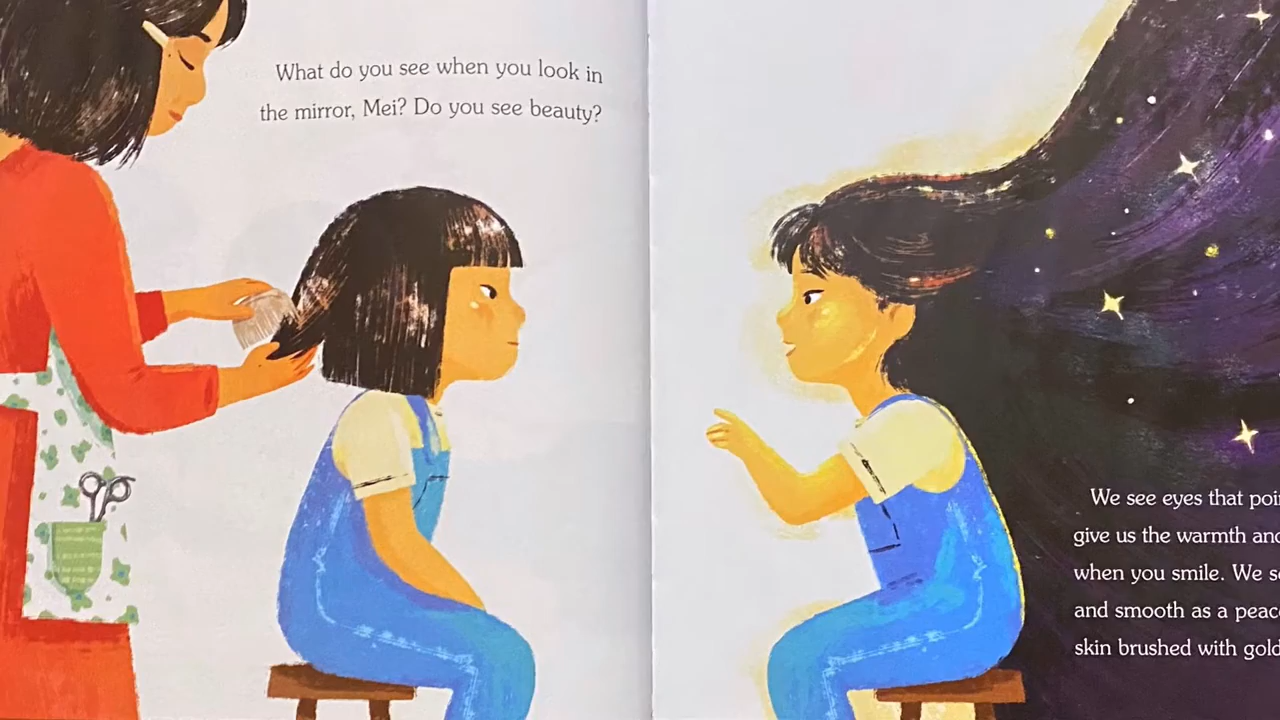 What do you see when you look in
the mirror, Mei? Do you see beauty?
We see eyes that
give us the warmth
when you smile. We
and smooth as a
skin brushed with gold